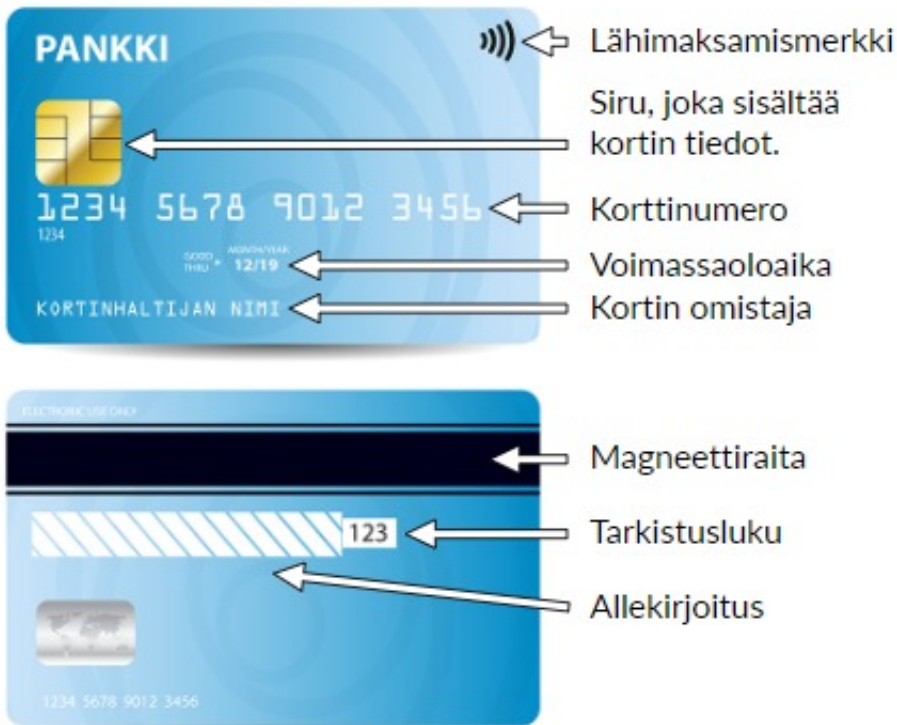 PANKKI
Lähimaksamismerkki
Siru, joka sisältää
kortin tiedot.
1234 5678 9012 3456
Korttinumero
1234
GOOD THRU
MONTH/YEAR
12/19
Voimassaoloaika
KORTINHALTIJAN NIMI
Kortin omistaja
ELECTRONIC USE ONLY
Magneettiraita
123
Tarkistusluku
Allekirjoitus
1234 5678 9012 3456